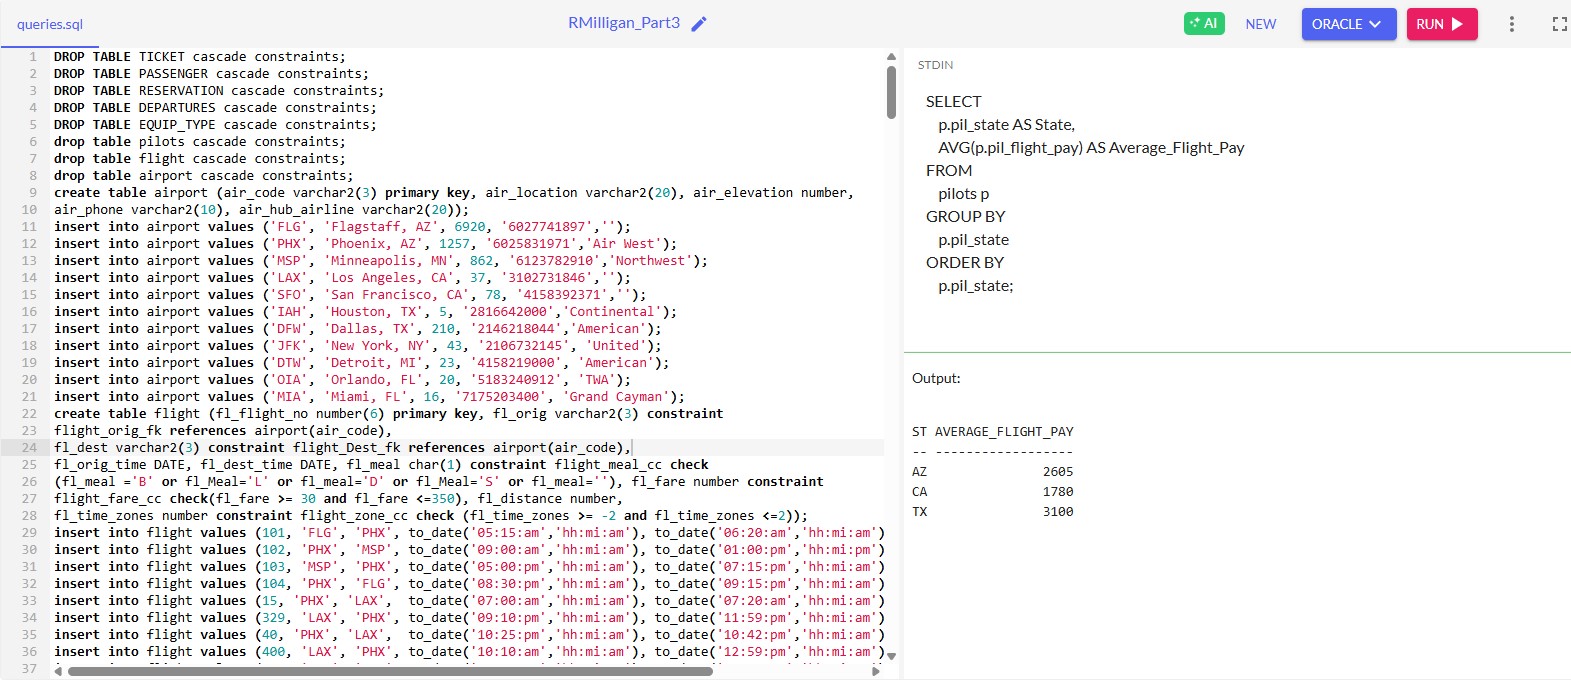 queries.sql
RMilligan_Part3
AI
NEW
ORACLE
RUN
1 DROP TABLE TICKET cascade constraints;
2 DROP TABLE PASSENGER cascade constraints;
3 DROP TABLE RESERVATION cascade constraints;
4 DROP TABLE DEPARTURES cascade constraints;
5 DROP TABLE EQUIP_TYPE cascade constraints;
6 drop table pilots cascade constraints;
7 drop table flight cascade constraints;
8 drop table airport cascade constraints;
9 create table airport (air_code varchar2(3) primary key, air_location varchar2(20), air_elevation number,
10 air_phone varchar2(10), air_hub_airline varchar2(20));
11 insert into airport values ('FLG', 'Flagstaff, AZ', 6920, '6027741897','');
12 insert into airport values ('PHX', 'Phoenix, AZ', 1257, '6025831971','Air West');
13 insert into airport values ('MSP', 'Minneapolis, MN', 862, '6123782910','Northwest');
14 insert into airport values ('LAX', 'Los Angeles, CA', 37, '3102731846','');
15 insert into airport values ('SFO', 'San Francisco, CA', 78, '4158392371','');
16 insert into airport values ('IAH', 'Houston, TX', 5, '2816642000','Continental');
17 insert into airport values ('DFW', 'Dallas, TX', 210, '2146218044','American');
18 insert into airport values ('JFK', 'New York, NY', 43, '2106732145', 'United');
19 insert into airport values ('DTW', 'Detroit, MI', 23, '4158219000', 'American');
20 insert into airport values ('OIA', 'Orlando, FL', 20, '5183240912', 'TWA');
21 insert into airport values ('MIA', 'Miami, FL', 16, '7175203400', 'Grand Cayman');
22 create table flight (fl_flight_no number(6) primary key, fl_orig varchar2(3) constraint
23 flight_orig_fk references airport(air_code),
24 fl_dest varchar2(3) constraint flight_Dest_fk references airport(air_code),
25 fl_orig_time DATE, fl_dest_time DATE, fl_meal char(1) constraint flight_meal_cc check
26 (fl_meal ='B' or fl_Meal='L' or fl_meal='D' or fl_Meal='S' or fl_meal=''), fl_fare number constraint
27 flight_fare_cc check(fl_fare >= 30 and fl_fare <=350), fl_distance number,
28 fl_time_zones number constraint flight_zone_cc check (fl_time_zones >= -2 and fl_time_zones <=2));
29 insert into flight values (101, 'FLG', 'PHX', to_date('05:15:am','hh:mi:am'), to_date('06:20:am','hh:mi:am')
30 insert into flight values (102, 'PHX', 'MSP', to_date('09:00:am','hh:mi:am'), to_date('01:00:pm','hh:mi:pm')
31 insert into flight values (103, 'MSP', 'PHX', to_date('05:00:pm','hh:mi:am'), to_date('07:15:pm','hh:mi:am')
32 insert into flight values (104, 'PHX', 'FLG', to_date('08:30:pm','hh:mi:am'), to_date('09:15:pm','hh:mi:am')
33 insert into flight values (15, 'PHX', 'LAX', to_date('07:00:am','hh:mi:am'), to_date('07:20:am','hh:mi:am')
34 insert into flight values (329, 'LAX', 'PHX', to_date('09:10:pm','hh:mi:am'), to_date('11:59:pm','hh:mi:am')
35 insert into flight values (40, 'PHX', 'LAX', to_date('10:25:pm','hh:mi:am'), to_date('10:42:pm','hh:mi:am')
36 insert into flight values (400, 'LAX', 'PHX', to_date('10:10:am','hh:mi:am'), to_date('12:59:pm','hh:mi:am')
37
STDIN
SELECT
p.pil_state AS State,
AVG(p.pil_flight_pay) AS Average_Flight_Pay
FROM
pilots p
GROUP BY
p.pil_state
ORDER BY
p.pil_state;
Output:
ST AVERAGE_FLIGHT_PAY
-- ------------------
AZ 2605
CA 1780
TX 3100